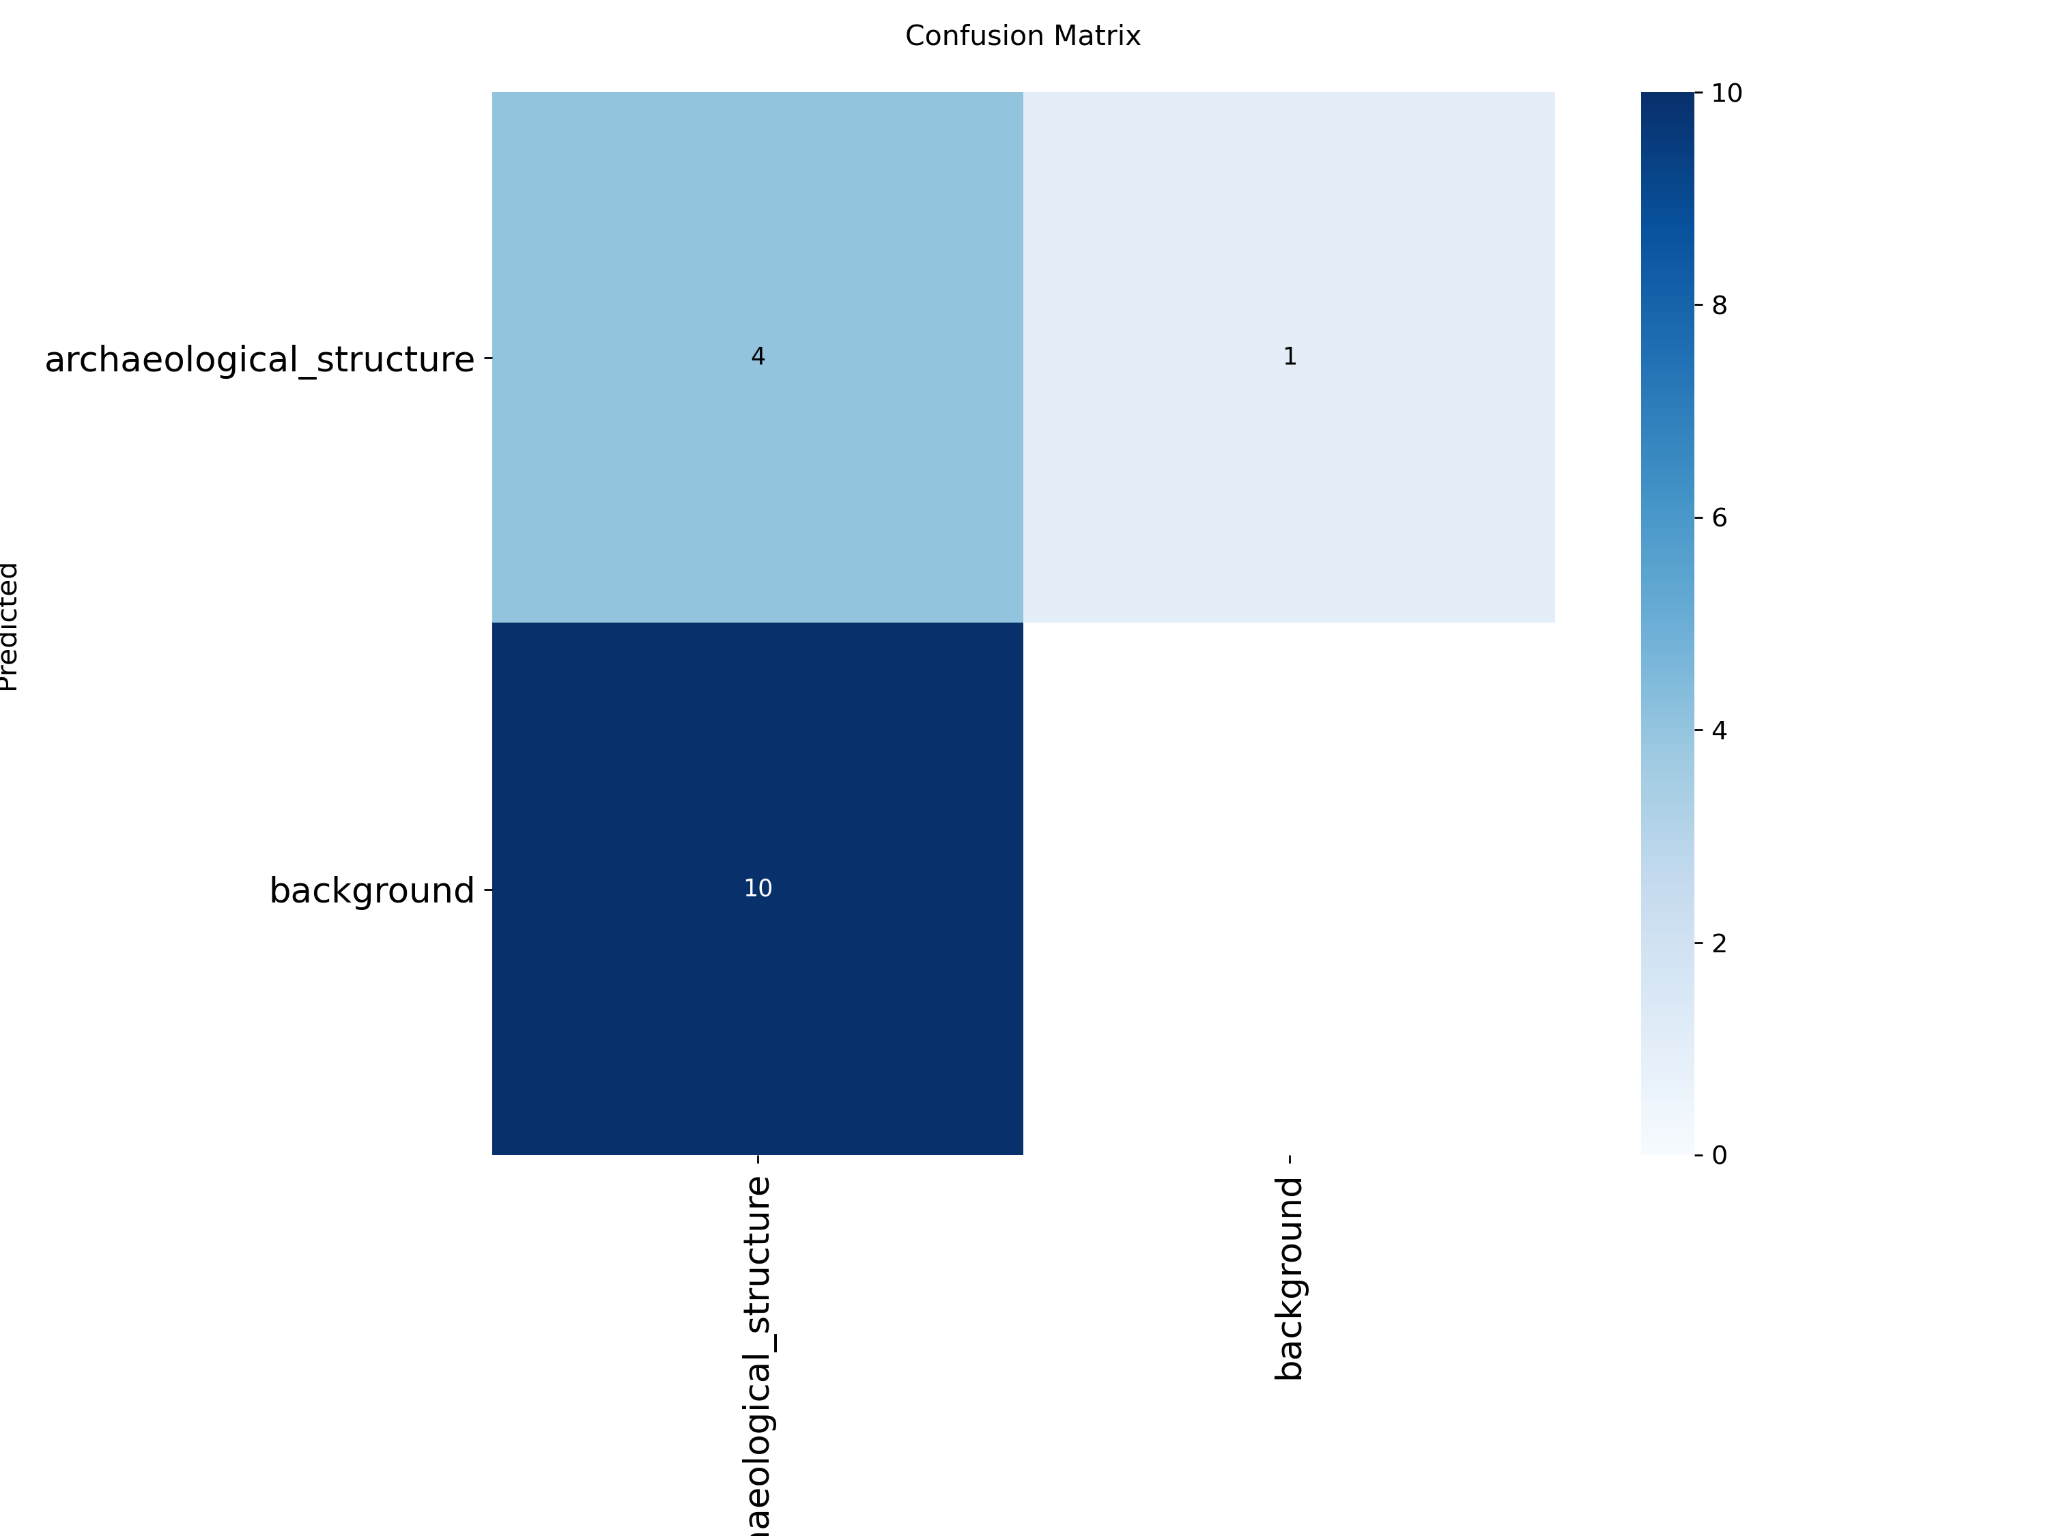 Confusion Matrix
10
8
6
4
2
0
Predicted
archaeological_structure
background
4
1
10
aeological_structure
background